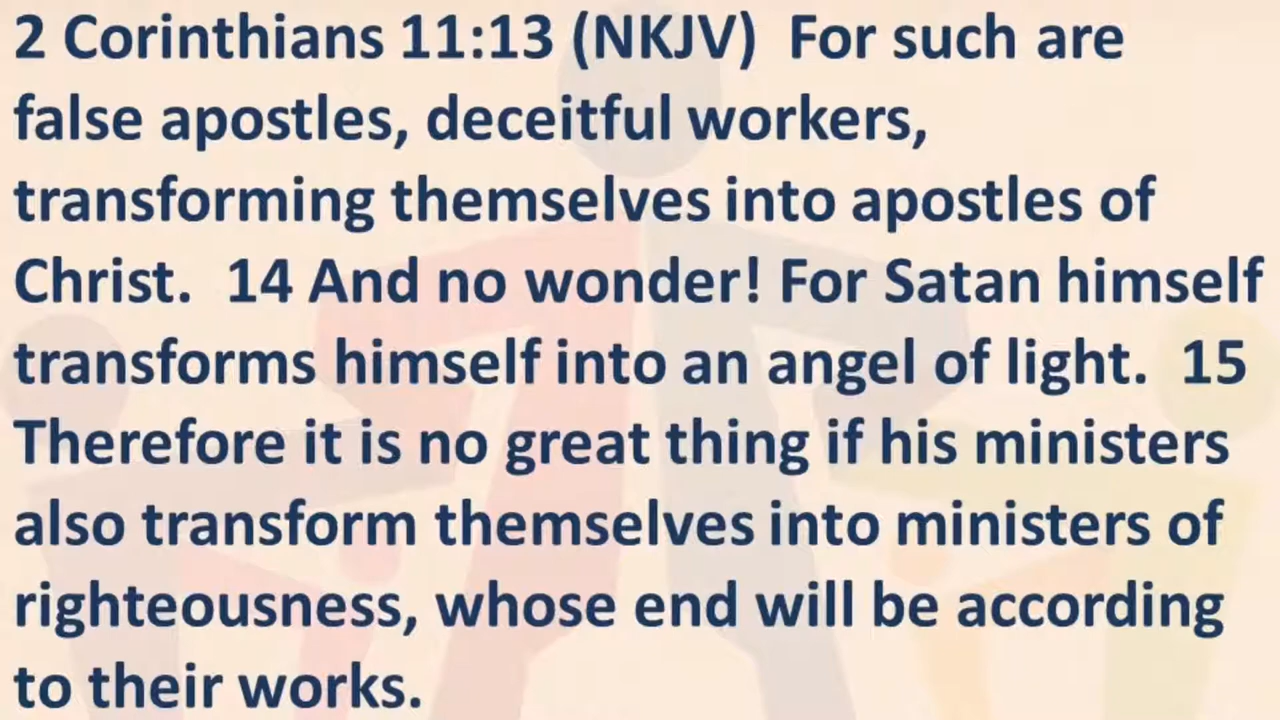 2 Corinthians 11:13 (NKJV)  For such are
false apostles, deceitful workers,
transforming themselves into apostles of
Christ.  14 And no wonder! For Satan himself
transforms himself into an angel of light.  15
Therefore it is no great thing if his ministers
also transform themselves into ministers of
righteousness, whose end will be according
to their works.